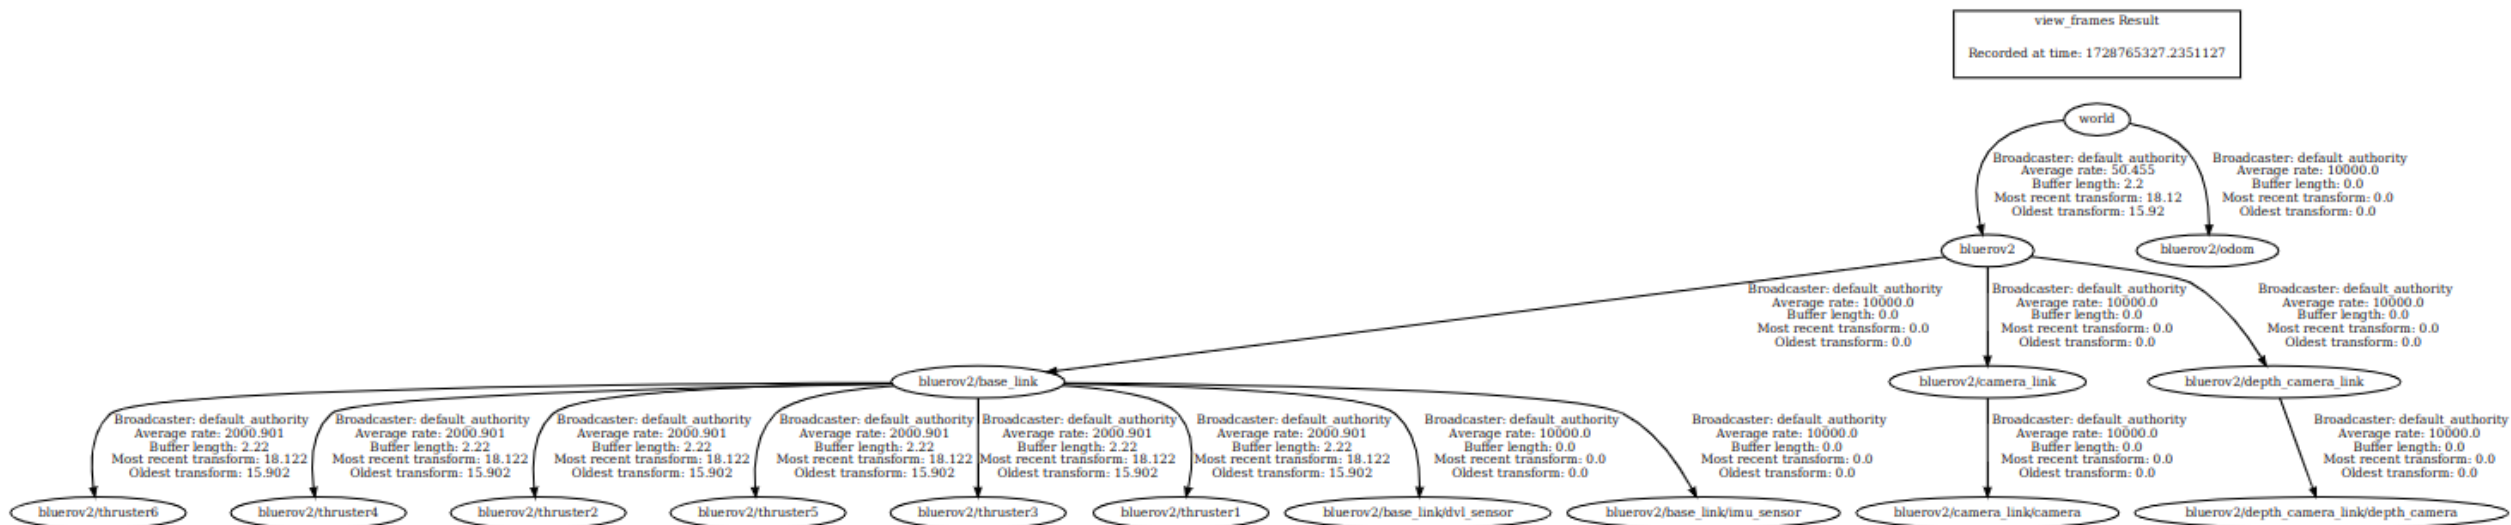 view_frames Result
Recorded at time: 1728765327.2351127
world
Broadcaster: default_authority
Average rate: 50.455
Buffer length: 2.2
Most recent transform: 18.12
Oldest transform: 15.92
Broadcaster: default_authority
Average rate: 10000.0
Buffer length: 0.0
Most recent transform: 0.0
Oldest transform: 0.0
bluerov2
bluerov2/odom
Broadcaster: default_authority
Average rate: 10000.0
Buffer length: 0.0
Most recent transform: 0.0
Oldest transform: 0.0
Broadcaster: default_authority
Average rate: 10000.0
Buffer length: 0.0
Most recent transform: 0.0
Oldest transform: 0.0
Broadcaster: default_authority
Average rate: 10000.0
Buffer length: 0.0
Most recent transform: 0.0
Oldest transform: 0.0
bluerov2/base_link
bluerov2/camera_link
bluerov2/depth_camera_link
Broadcaster: default_authority
Average rate: 2000.901
Buffer length: 2.22
Most recent transform: 18.122
Oldest transform: 15.902
Broadcaster: default_authority
Average rate: 2000.901
Buffer length: 2.22
Most recent transform: 18.122
Oldest transform: 15.902
Broadcaster: default_authority
Average rate: 2000.901
Buffer length: 2.22
Most recent transform: 18.122
Oldest transform: 15.902
Broadcaster: default_authority
Average rate: 2000.901
Buffer length: 2.22
Most recent transform: 18.122
Oldest transform: 15.902
Broadcaster: default_authority
Average rate: 2000.901
Buffer length: 2.22
Most recent transform: 18.122
Oldest transform: 15.902
Broadcaster: default_authority
Average rate: 2000.901
Buffer length: 2.22
Most recent transform: 18.122
Oldest transform: 15.902
Broadcaster: default_authority
Average rate: 10000.0
Buffer length: 0.0
Most recent transform: 0.0
Oldest transform: 0.0
Broadcaster: default_authority
Average rate: 10000.0
Buffer length: 0.0
Most recent transform: 0.0
Oldest transform: 0.0
Broadcaster: default_authority
Average rate: 10000.0
Buffer length: 0.0
Most recent transform: 0.0
Oldest transform: 0.0
Broadcaster: default_authority
Average rate: 10000.0
Buffer length: 0.0
Most recent transform: 0.0
Oldest transform: 0.0
bluerov2/thruster6
bluerov2/thruster4
bluerov2/thruster2
bluerov2/thruster5
bluerov2/thruster3
bluerov2/thruster1
bluerov2/base_link/dvl_sensor
bluerov2/base_link/imu_sensor
bluerov2/camera_link/camera
bluerov2/depth_camera_link/depth_camera